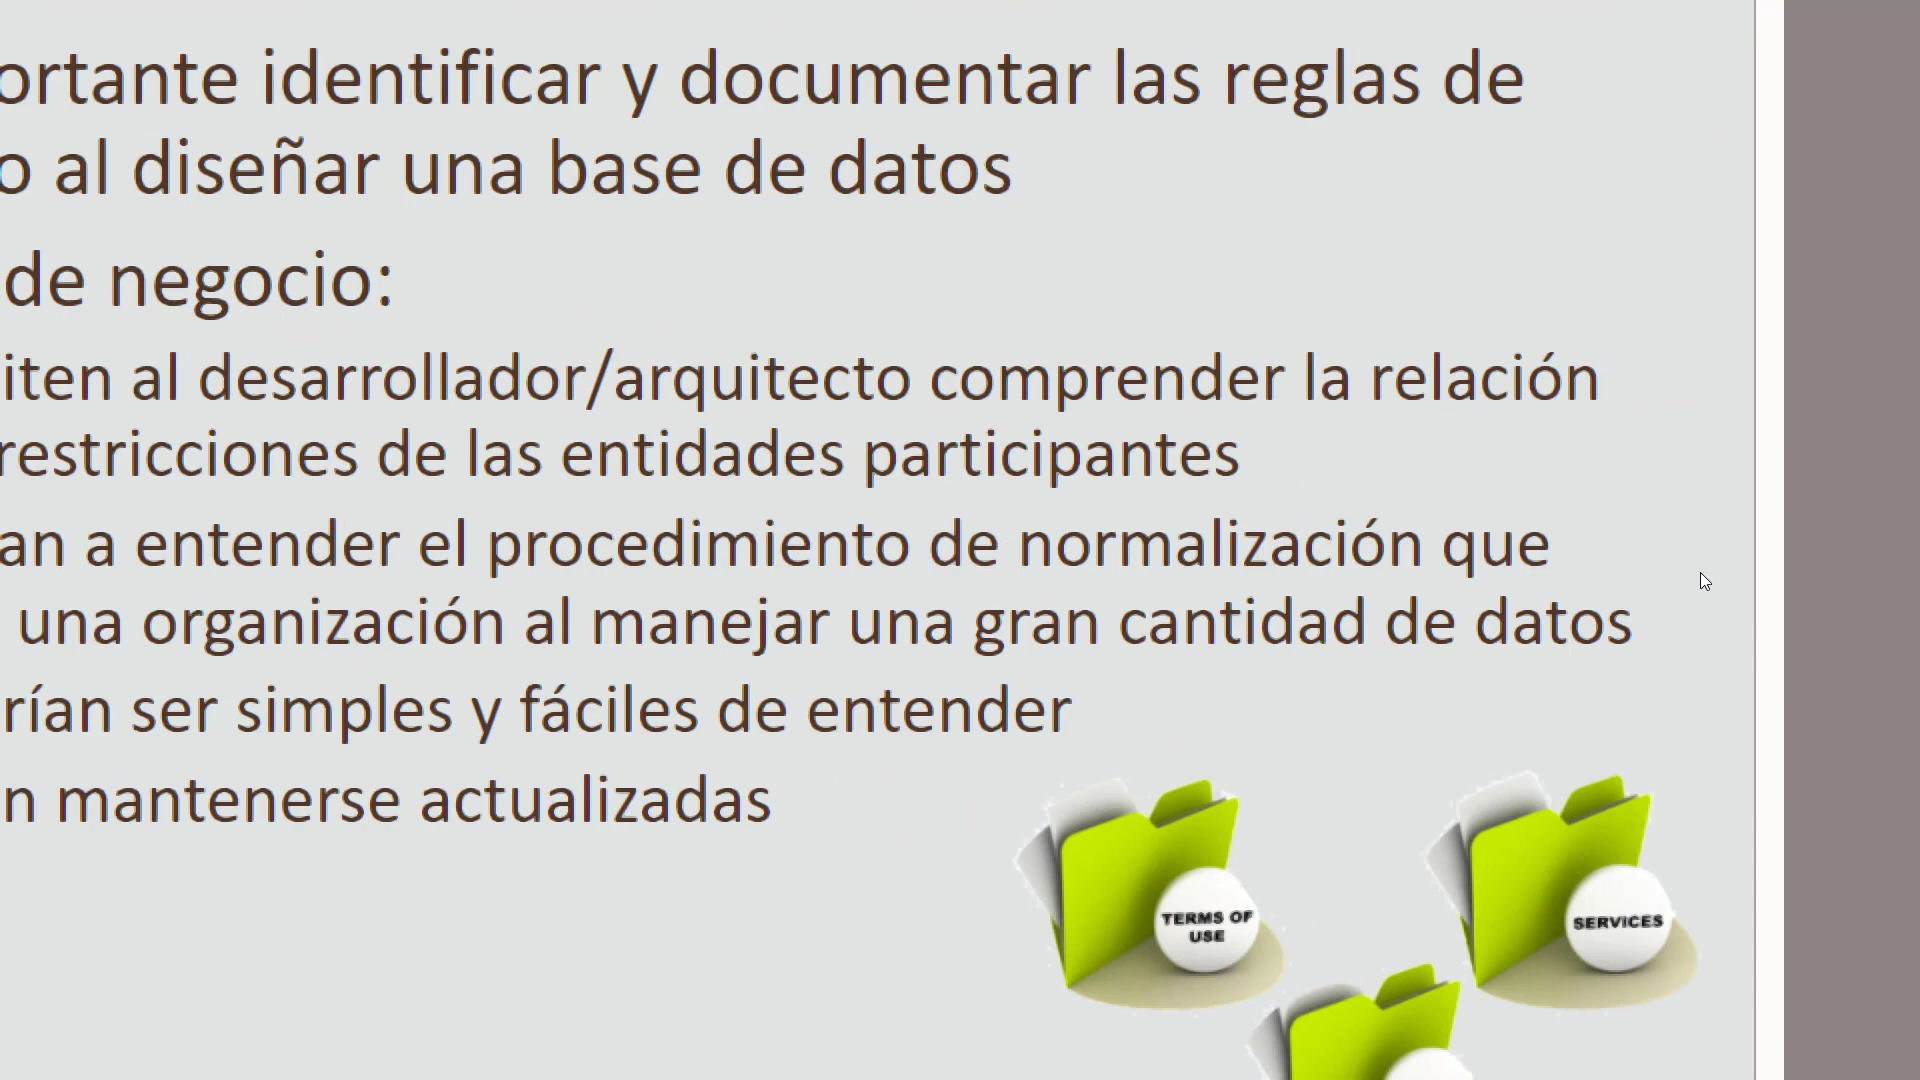 ortante identificar y documentar las reglas de
o al diseñar una base de datos
de negocio:
iten al desarrollador/arquitecto comprender la relación
restricciones de las entidades participantes
an a entender el procedimiento de normalización que
una organización al manejar una gran cantidad de datos
rían ser simples y fáciles de entender
n mantenerse actualizadas
TERMS OF
USE
SERVICES